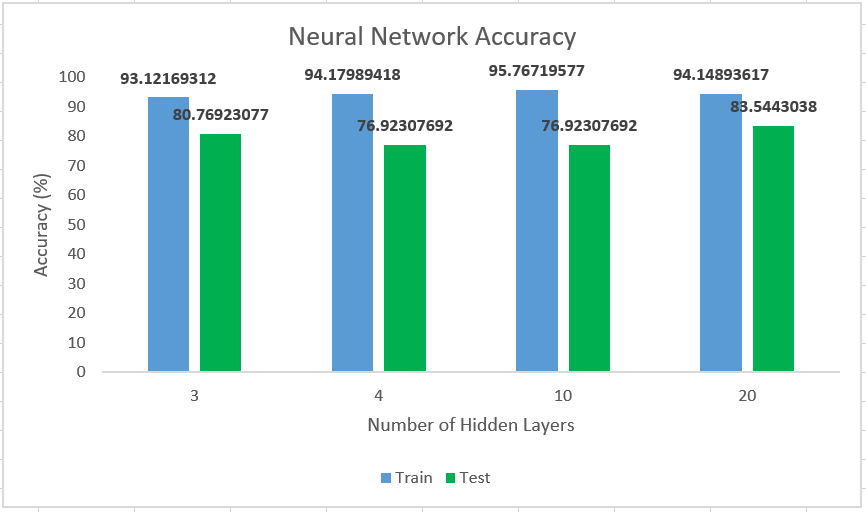 Neural Network Accuracy
93.12169312 94.17989418 95.76719577 94.14893617
80.76923077 76.92307692 76.92307692 83.5443038
100
90
80
70
60
50
40
30
20
10
0
Accuracy (%)
3 4 10 20
Number of Hidden Layers
Train Test